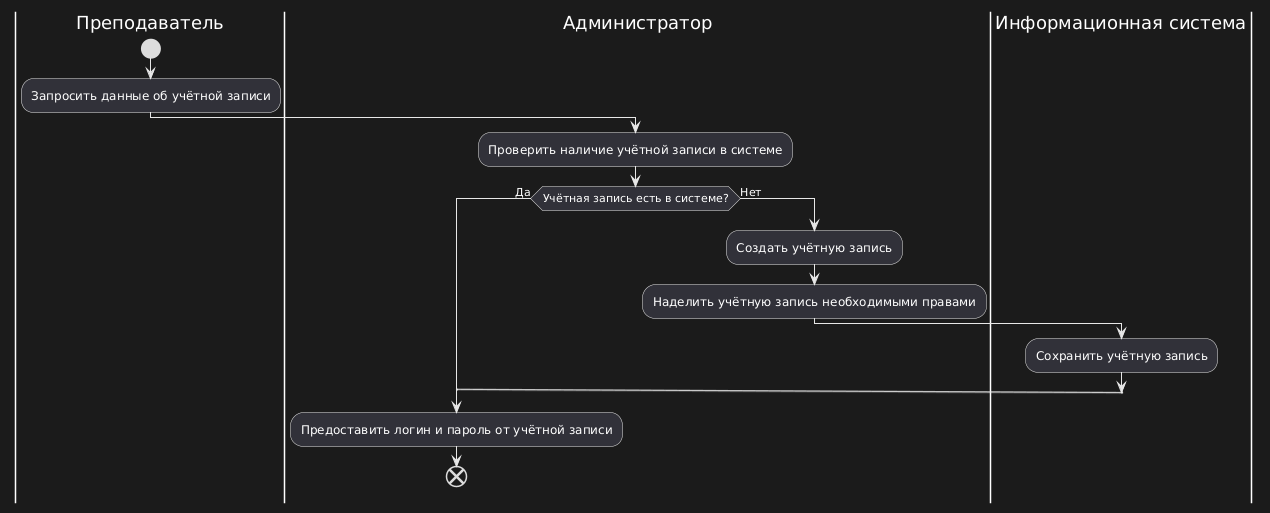 Преподаватель
Администратор
Информационная система
Запросить данные об учётной записи
Проверить наличие учётной записи в системе
Да
Учётная запись есть в системе?
Нет
Создать учётную запись
Наделить учётную запись необходимыми правами
Сохранить учётную запись
Предоставить логин и пароль от учётной записи